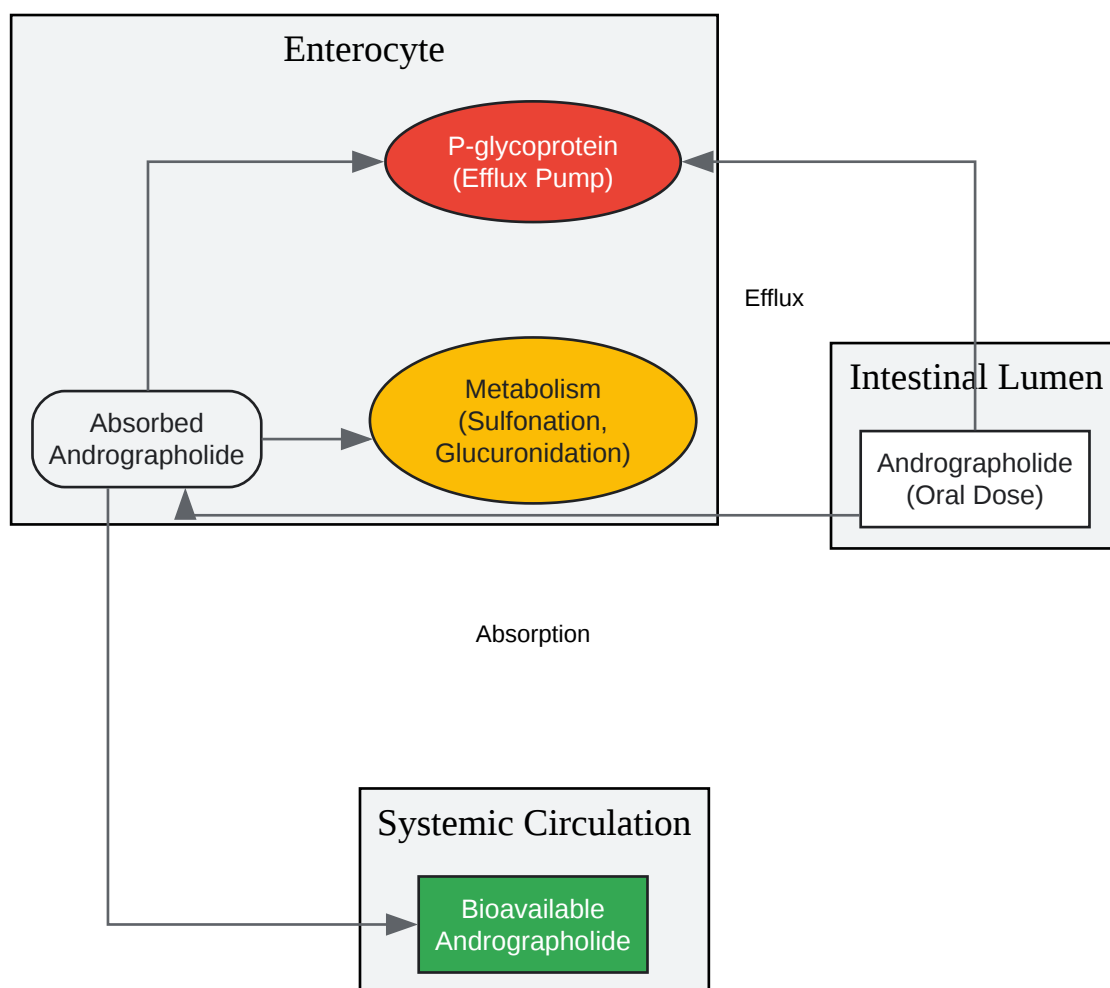 Enterocyte
P-glycoprotein
(Efflux Pump)
Efflux
Metabolism
(Sulfonation,
Glucuronidation)
Absorbed
Andrographolide
Intestinal Lumen
Andrographolide
(Oral Dose)
Absorption
Systemic Circulation
Bioavailable
Andrographolide